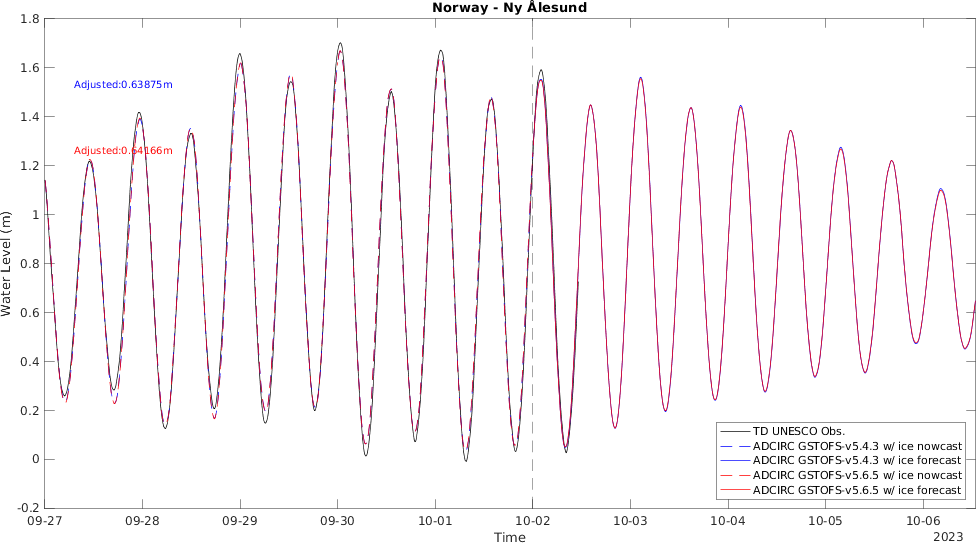 Norway - Ny Ålesund
1.8
1.6
1.4
1.2
1
0.8
0.6
0.4
0.2
0
-0.2
Water Level (m)
Adjusted:0.63875m
Adjusted:0.64166m
TD UNESCO Obs.
ADCIRC GSTOFS-v5.4.3 w/ ice nowcast
ADCIRC GSTOFS-v5.4.3 w/ ice forecast
ADCIRC GSTOFS-v5.6.5 w/ ice nowcast
ADCIRC GSTOFS-v5.6.5 w/ ice forecast
09-27 09-28 09-29 09-30 10-01 10-02 10-03 10-04 10-05 10-06
Time
2023